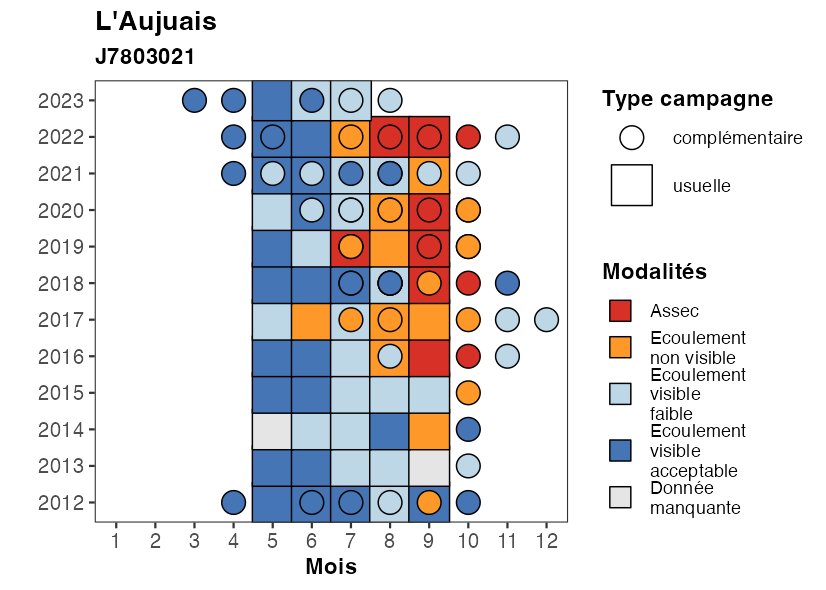 L'Aujuais
J7803021
2023
2022
2021
2020
2019
2018
2017
2016
2015
2014
2013
2012
1 2 3 4 5 6 7 8 9 10 11 12
Mois
Type campagne
complémentaire
usuelle
Modalités
Assec
Ecoulement
non visible
Ecoulement
visible
faible
Ecoulement
visible
acceptable
Donnée
manquante